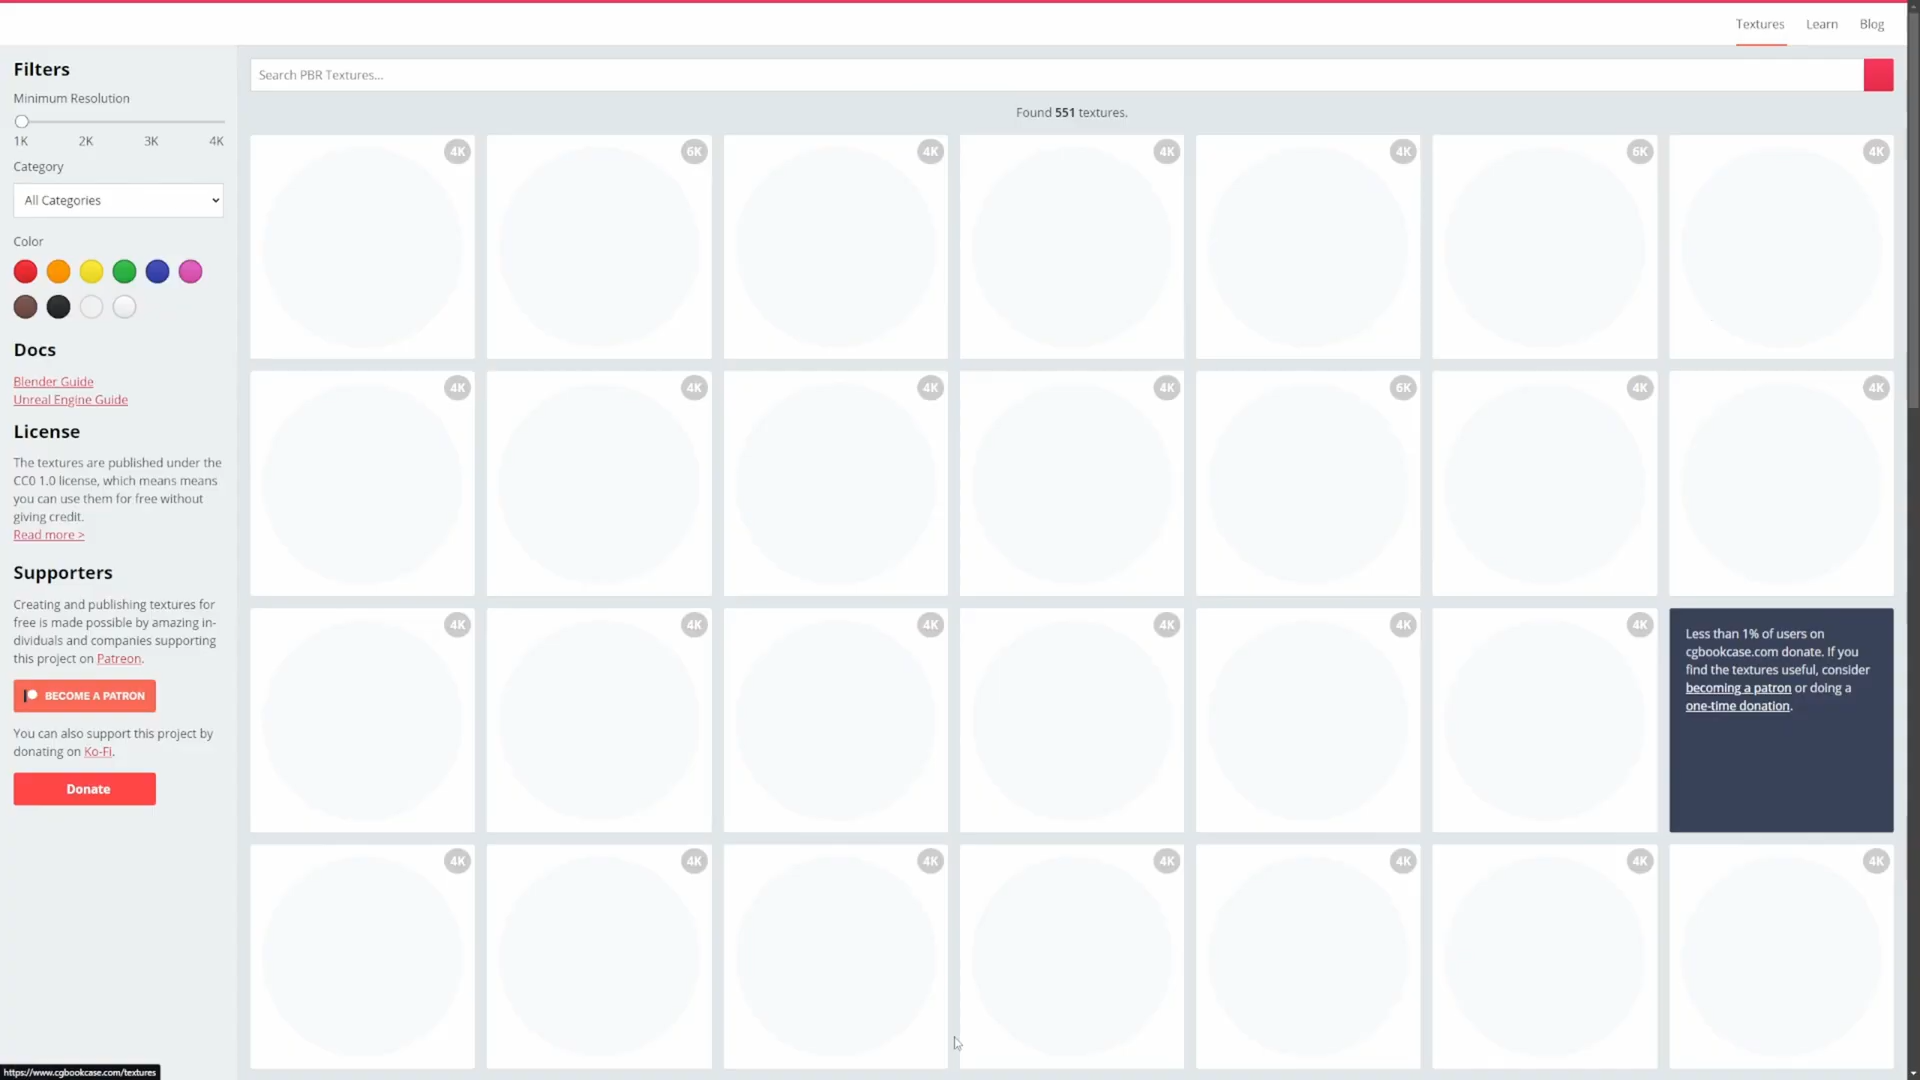 Textures Learn Blog
Filters
Search PBR Textures...
Minimum Resolution
Found 551 textures.
1K 2K 3K 4K
4K 6K 4K 4K 4K 6K 4K
Category
All Categories
Color
Docs
Blender Guide
Unreal Engine Guide
4K 4K 4K 4K 6K 4K 4K
License
The textures are published under the
CC0 1.0 license, which means means
you can use them for free without
giving credit.
Read more >
Supporters
Creating and publishing textures for
free is made possible by amazing in-
dividuals and companies supporting
this project on Patreon.
BECOME A PATRON
You can also support this project by
donating on Ko-Fi.
Donate
4K 4K 4K 4K 4K 4K
Less than 1% of users on
cgbookcase.com donate. If you
find the textures useful, consider
becoming a patron or doing a
one-time donation.
4K 4K 4K 4K 4K 4K 4K
https://www.cgbookcase.com/textures